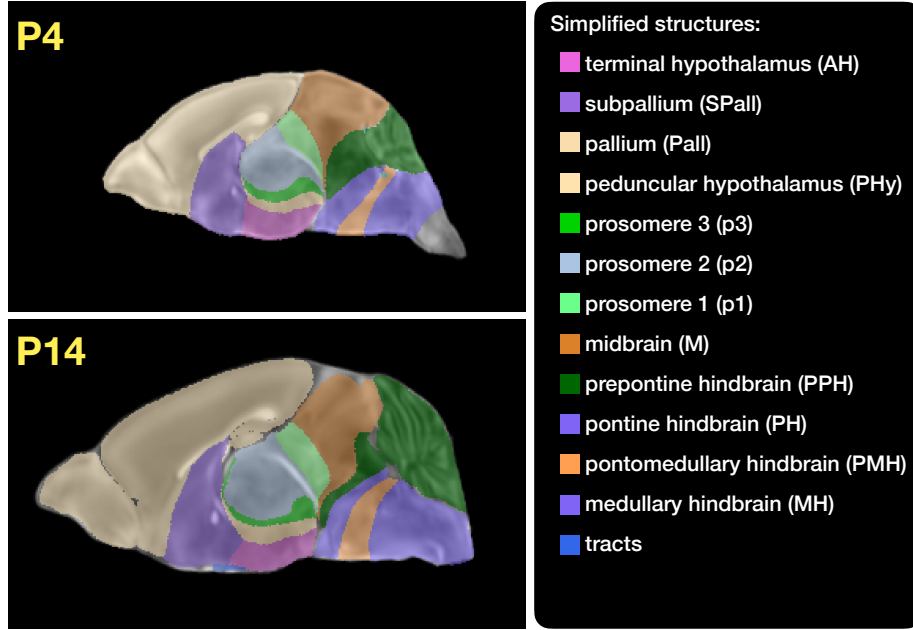 P4
P14
Simplified structures:
terminal hypothalamus (AH)
subpallium (SPall)
pallium (Pall)
peduncular hypothalamus (PHy)
prosomere 3 (p3)
prosomere 2 (p2)
prosomere 1 (p1)
midbrain (M)
prepontine hindbrain (PPH)
pontine hindbrain (PH)
pontomedullary hindbrain (PMH)
medullary hindbrain (MH)
tracts